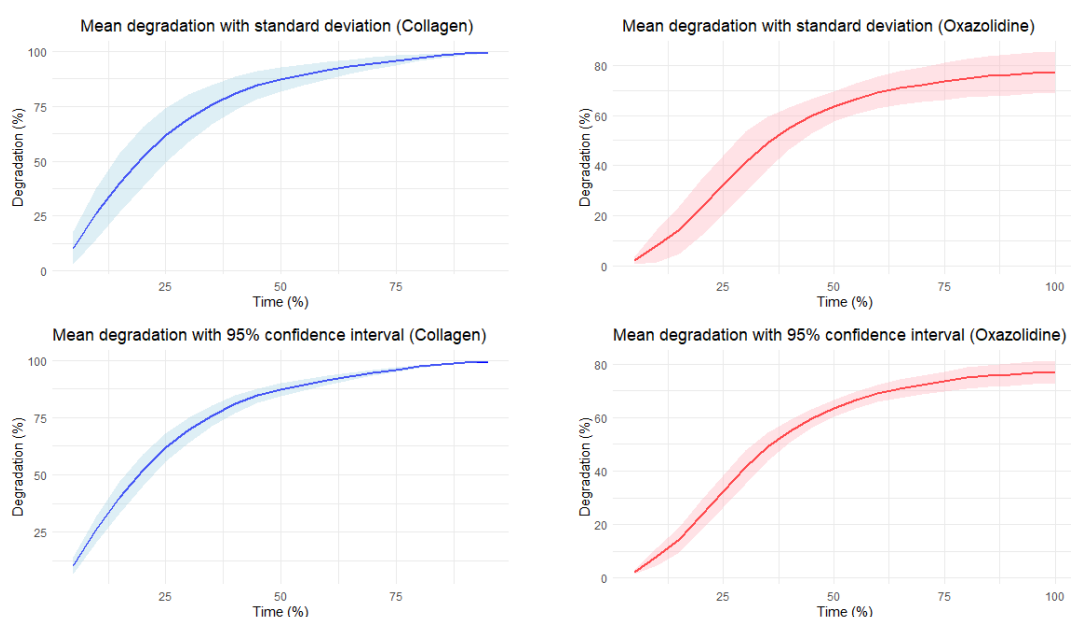 Mean degradation with standard deviation (Collagen)
Degradation (%)
100
75
50
25
0
25
50
75
Time (%)
Mean degradation with standard deviation (Oxazolidine)
Degradation (%)
80
60
40
20
0
25
50
75
100
Time (%)
Mean degradation with 95% confidence interval (Collagen)
Degradation (%)
100
75
50
25
25
50
75
Time (%)
Mean degradation with 95% confidence interval (Oxazolidine)
Degradation (%)
80
60
40
20
0
25
50
75
100
Time (%)